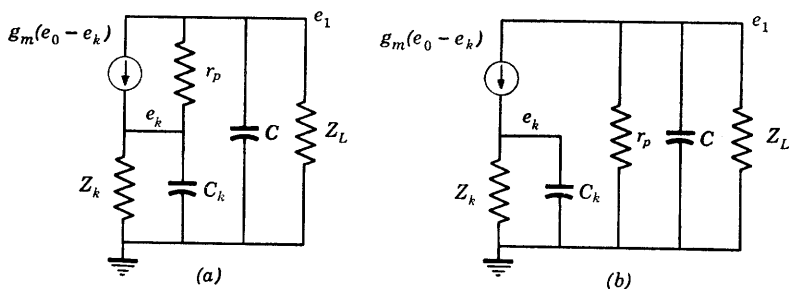 g_m(e_0 − e_k)
e_1
r_p
e_k
C
Z_L
Z_k
C_k
(a)
g_m(e_0 − e_k)
e_1
e_k
r_p
C
Z_L
Z_k
C_k
(b)